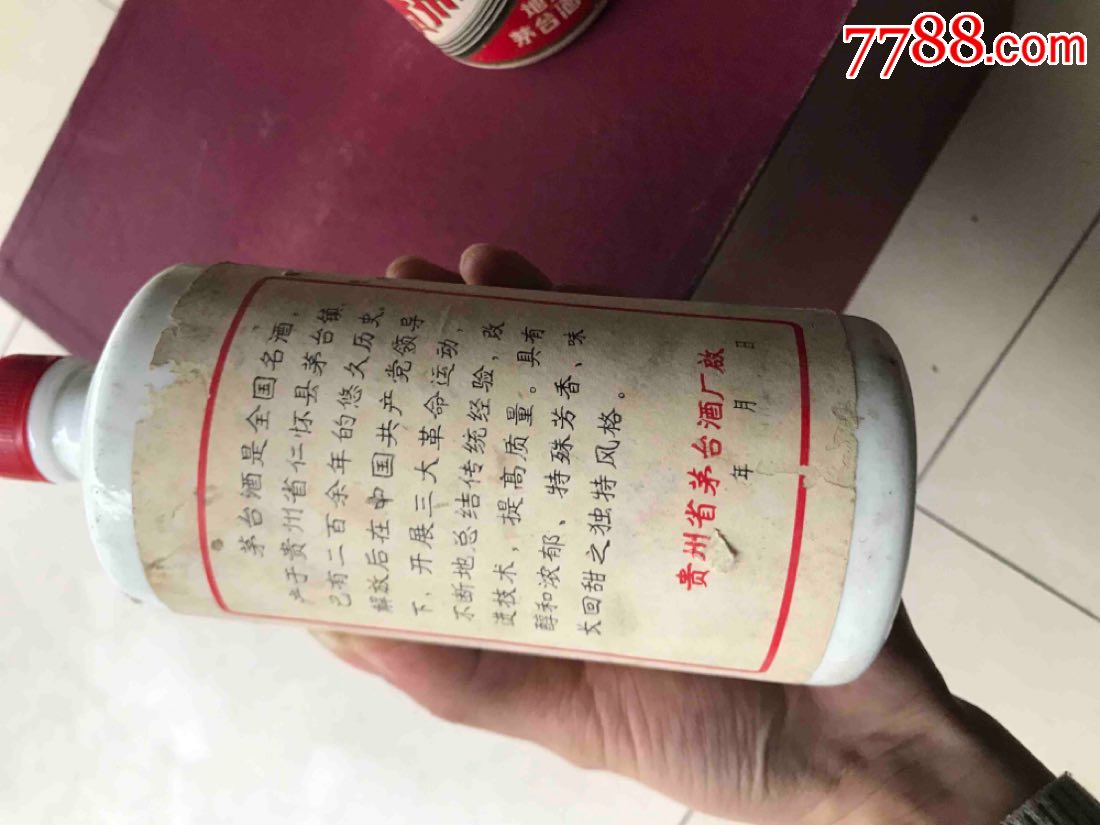 7788.com
茅台酒
茅台酒是全国名酒,
产于贵州省仁怀县茅台镇,
已有二百余年的悠久历史。
解放后在中国共产党领导
下,开展三大革命运动,
不断地总结传统经验,改
进技术,提高质量。具有
醇和浓郁、特殊芳香、味
长回甜之独特风格。
贵州省茅台酒厂啟
年 月 日